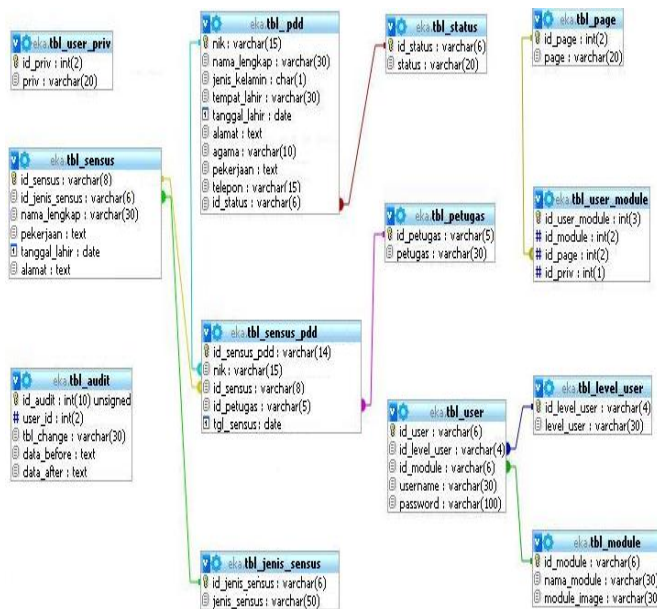 eka.tbl_user_priv
id_priv : int(2)
priv : varchar(20)
eka.tbl_pdd
nik : varchar(15)
nama_lengkap : varchar(30)
jenis_kelamin : char(1)
tempat_lahir : varchar(30)
tanggal_lahir : date
alamat : text
agama : varchar(10)
pekerjaan : text
telepon : varchar(15)
id_status : varchar(6)
eka.tbl_status
id_status : varchar(6)
status : varchar(20)
eka.tbl_page
id_page : int(2)
page : varchar(20)
eka.tbl_sensus
id_sensus : varchar(8)
id_jenis_sensus : varchar(6)
nama_lengkap : varchar(30)
pekerjaan : text
tanggal_lahir : date
alamat : text
eka.tbl_petugas
id_petugas : varchar(5)
petugas : varchar(30)
eka.tbl_user_module
id_user_module : int(3)
# id_module : int(2)
# id_page : int(2)
# id_priv : int(1)
eka.tbl_sensus_pdd
id_sensus_pdd : varchar(14)
nik : varchar(15)
id_sensus : varchar(8)
id_petugas : varchar(5)
tgl_sensus : date
eka.tbl_audit
id_audit : int(10) unsigned
# user_id : int(2)
tbl_change : varchar(30)
data_before : text
data_after : text
eka.tbl_user
id_user : varchar(6)
id_level_user : varchar(4)
id_module : varchar(6)
username : varchar(30)
password : varchar(100)
eka.tbl_level_user
id_level_user : varchar(4)
level_user : varchar(30)
eka.tbl_jenis_sensus
id_jenis_sensus : varchar(6)
jenis_sensus : varchar(50)
eka.tbl_module
id_module : varchar(6)
nama_module : varchar(30)
module_image : varchar(30)